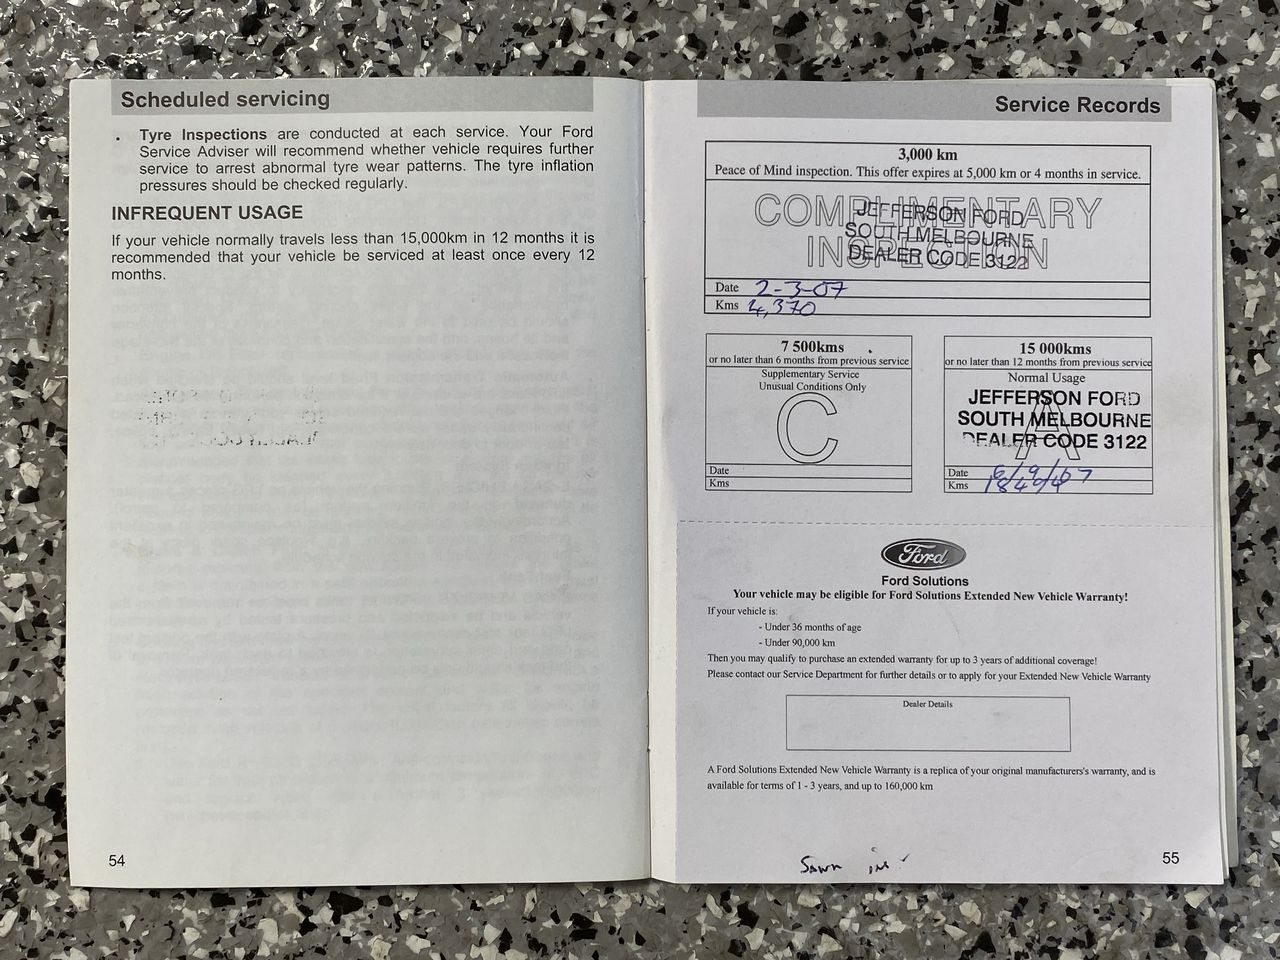 Scheduled servicing
• Tyre Inspections are conducted at each service. Your Ford
Service Adviser will recommend whether vehicle requires further
service to arrest abnormal tyre wear patterns. The tyre inflation
pressures should be checked regularly.
INFREQUENT USAGE
If your vehicle normally travels less than 15,000km in 12 months it is
recommended that your vehicle be serviced at least once every 12
months.
54
Service Records
3,000 km
Peace of Mind inspection. This offer expires at 5,000 km or 4 months in service.
COMPLIMENTARY
INSPECTION
JEFFERSON FORD
SOUTH MELBOURNE
DEALER CODE 3122
Date 2-3-07
Kms 4,370
7 500kms
or no later than 6 months from previous service
Supplementary Service
Unusual Conditions Only
C
Date
Kms
15 000kms
or no later than 12 months from previous service
Normal Usage
A
JEFFERSON FORD
SOUTH MELBOURNE
DEALER CODE 3122
Date
Kms
Ford
Ford Solutions
Your vehicle may be eligible for Ford Solutions Extended New Vehicle Warranty!
If your vehicle is:
- Under 36 months of age
- Under 90,000 km
Then you may qualify to purchase an extended warranty for up to 3 years of additional coverage!
Please contact our Service Department for further details or to apply for your Extended New Vehicle Warranty
Dealer Details
A Ford Solutions Extended New Vehicle Warranty is a replica of your original manufacturers's warranty, and is
available for terms of 1 - 3 years, and up to 160,000 km
55